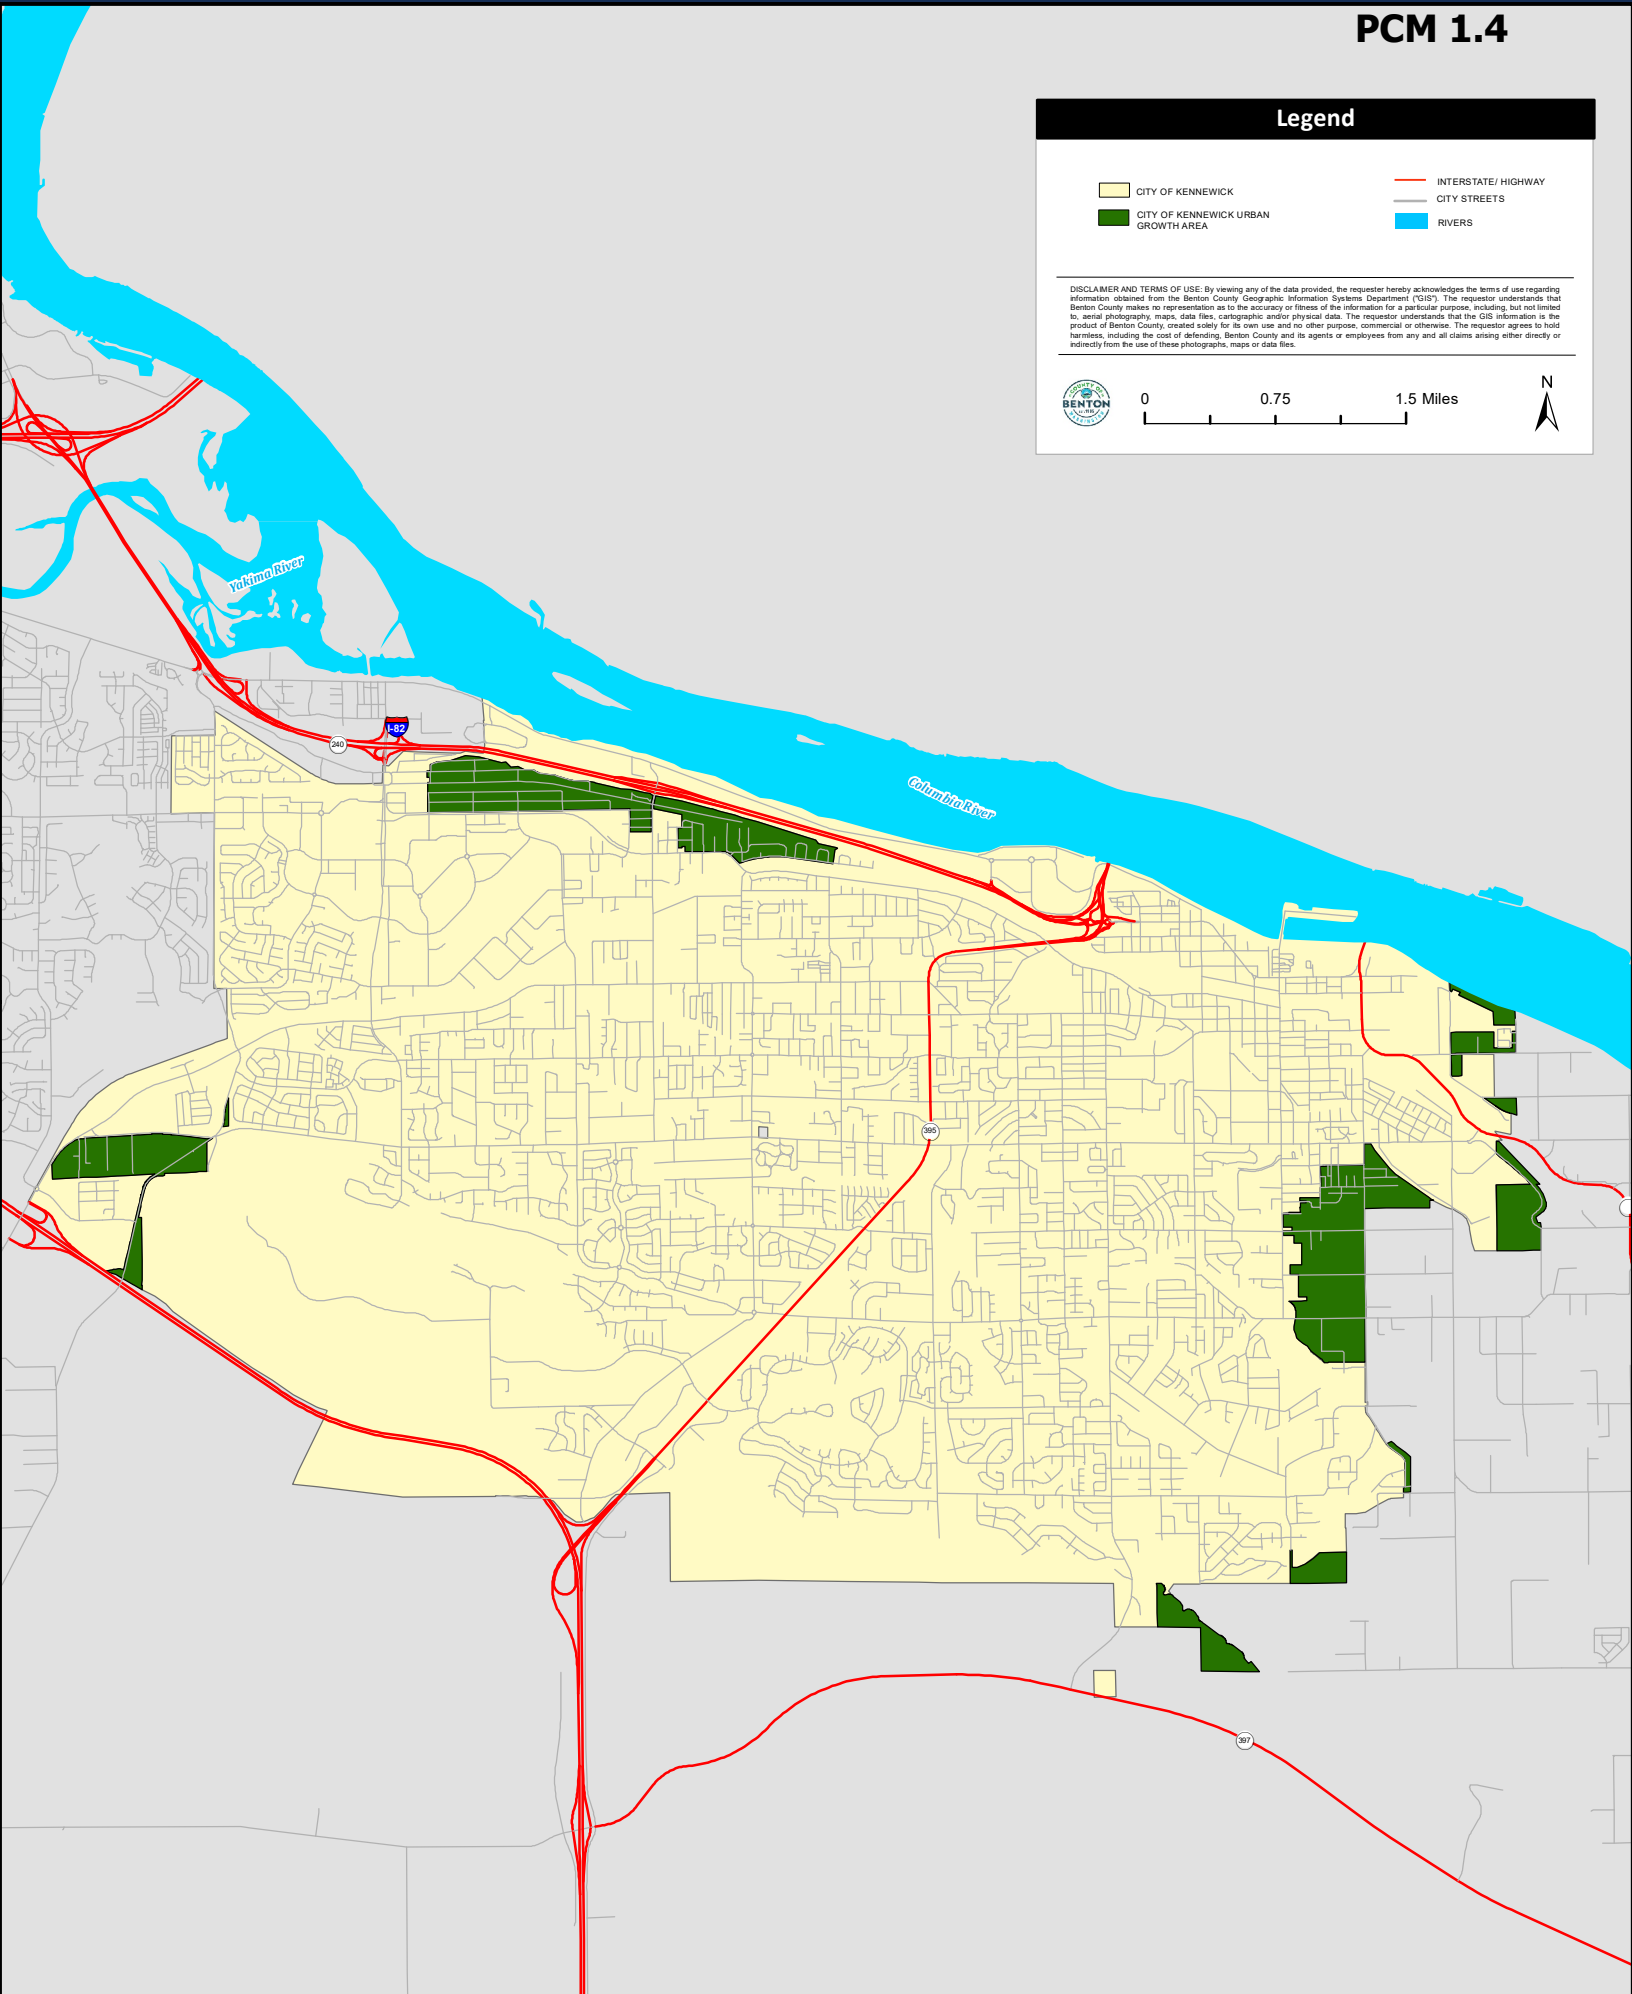 PCM 1.4
Legend
CITY OF KENNEWICK
CITY OF KENNEWICK URBAN
GROWTH AREA
INTERSTATE/ HIGHWAY
CITY STREETS
RIVERS
DISCLAIMER AND TERMS OF USE: By viewing any of the data provided, the requester hereby acknowledges the terms of use regarding
information obtained from the Benton County Geographic Information Systems Department ("GIS"). The requestor understands that
Benton County makes no representation as to the accuracy or fitness of the information for a particular purpose, including, but not limited
to, aerial photography, maps, data files, cartographic and/or physical data. The requestor understands that the GIS information is the
product of Benton County, created solely for its own use and no other purpose, commercial or otherwise. The requestor agrees to hold
harmless, including the cost of defending, Benton County and its agents or employees from any and all claims arising either directly or
indirectly from the use of these photographs, maps or data files.
COUNTY OF
BENTON
WASHINGTON
0 0.75 1.5 Miles
N
Yakima River
I-82
240
Columbia River
395
397